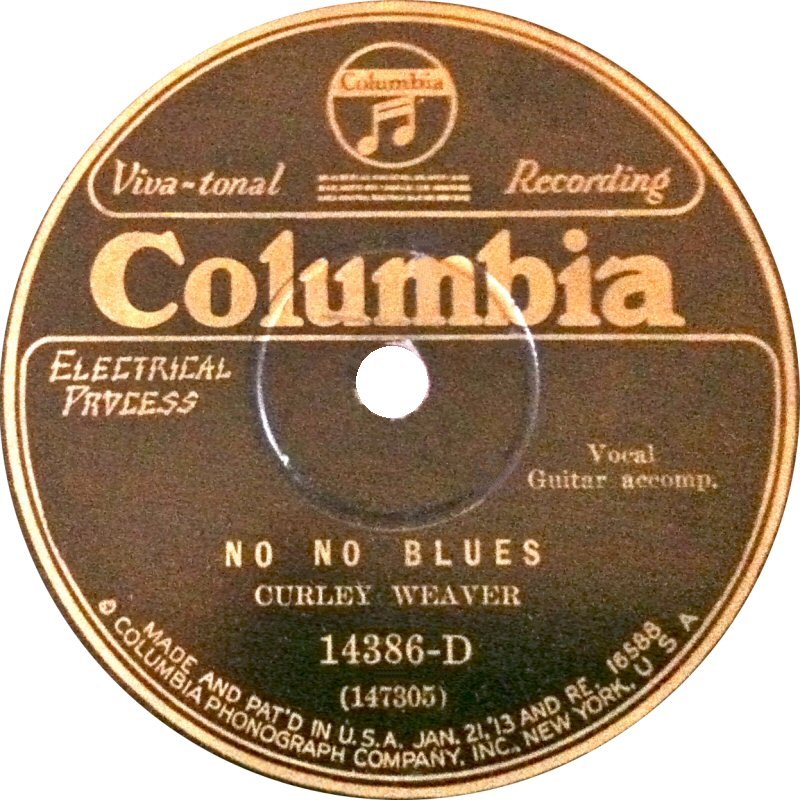 Columbia
Viva-tonal Recording
Columbia
ELECTRICAL
PROCESS
Vocal
Guitar accomp.
NO NO BLUES
CURLEY WEAVER
14386-D
(147305)
MADE AND PAT'D IN U.S.A. JAN. 21,'13 AND RE. 16588
© COLUMBIA PHONOGRAPH COMPANY, INC., NEW YORK, U S A